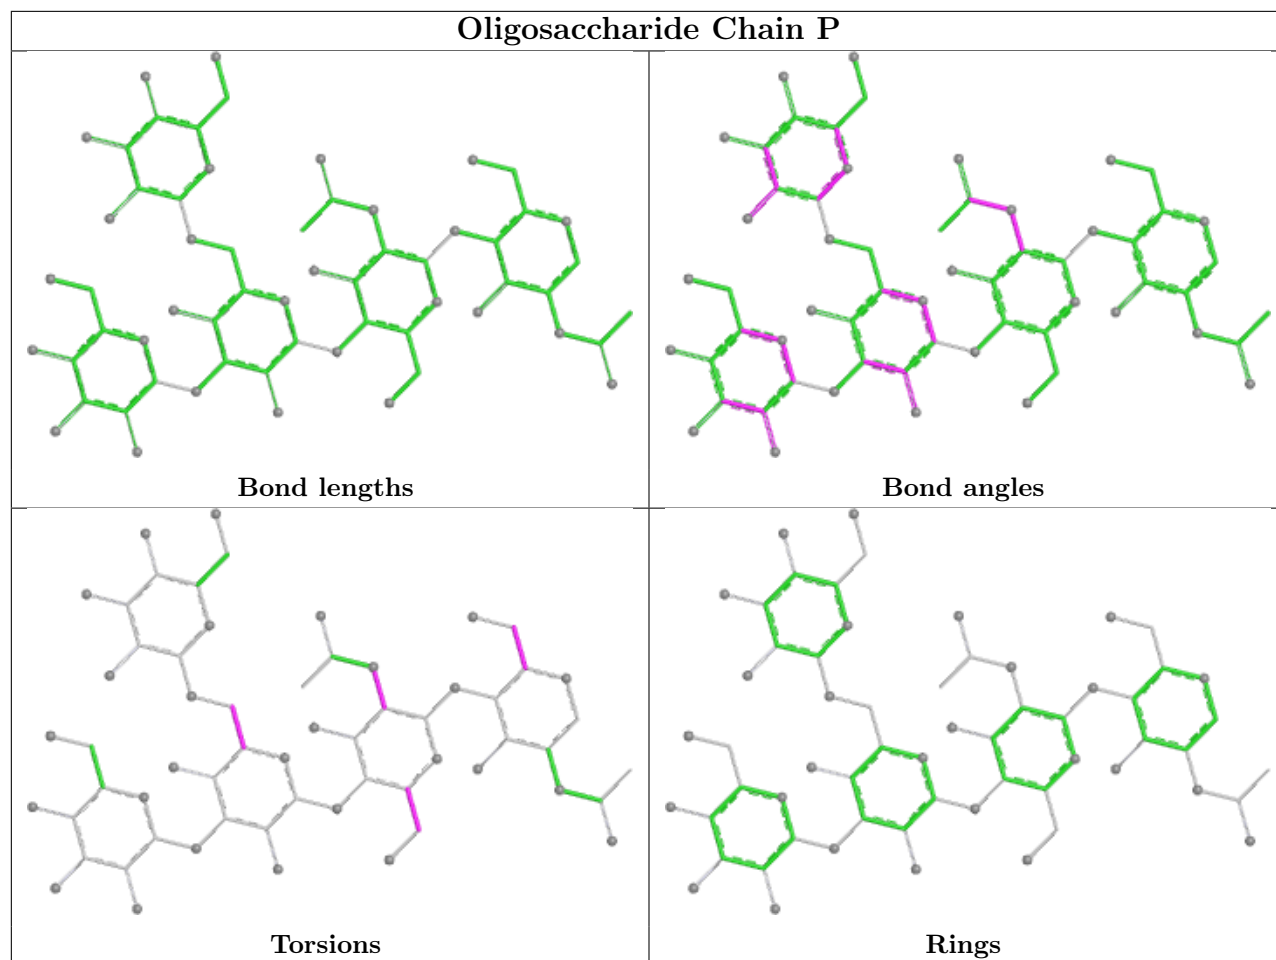 Oligosaccharide Chain P
Bond lengths
Bond angles
Torsions
Rings